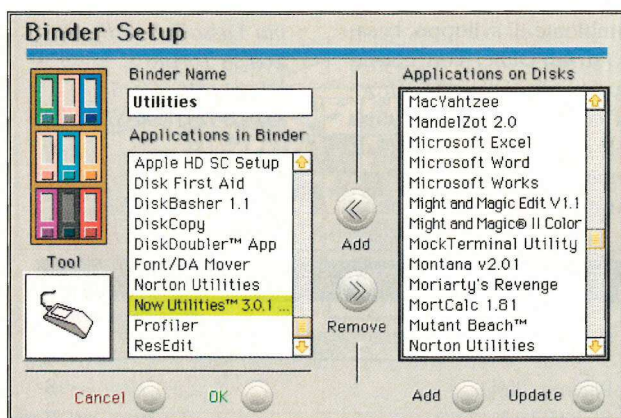 Binder Setup
Binder Name
Utilities
Applications in Binder
Apple HD SC Setup
Disk First Aid
DiskBasher 1.1
DiskCopy
DiskDoubler™ App
Font/DA Mover
Norton Utilities
Now Utilities™ 3.0.1 ...
Profiler
ResEdit
Tool
Add
Remove
Applications on Disks
MacYahtzee
MandelZot 2.0
Microsoft Excel
Microsoft Word
Microsoft Works
Might and Magic Edit V1.1
Might and Magic® II Color
MockTerminal Utility
Montana v2.01
Moriarty's Revenge
MortCalc 1.81
Mutant Beach™
Norton Utilities
Cancel
OK
Add
Update